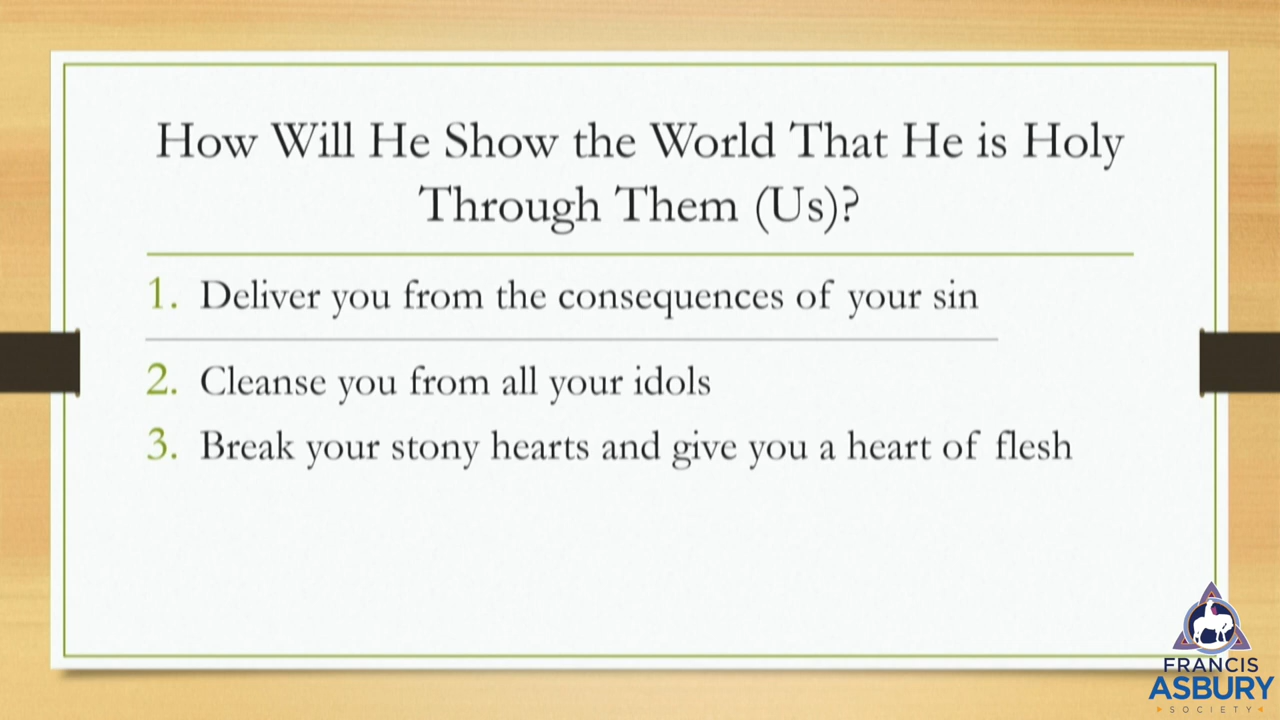 How Will He Show the World That He is Holy
Through Them (Us)?
1. Deliver you from the consequences of your sin
2. Cleanse you from all your idols
3. Break your stony hearts and give you a heart of flesh
FRANCIS
ASBURY
SOCIETY